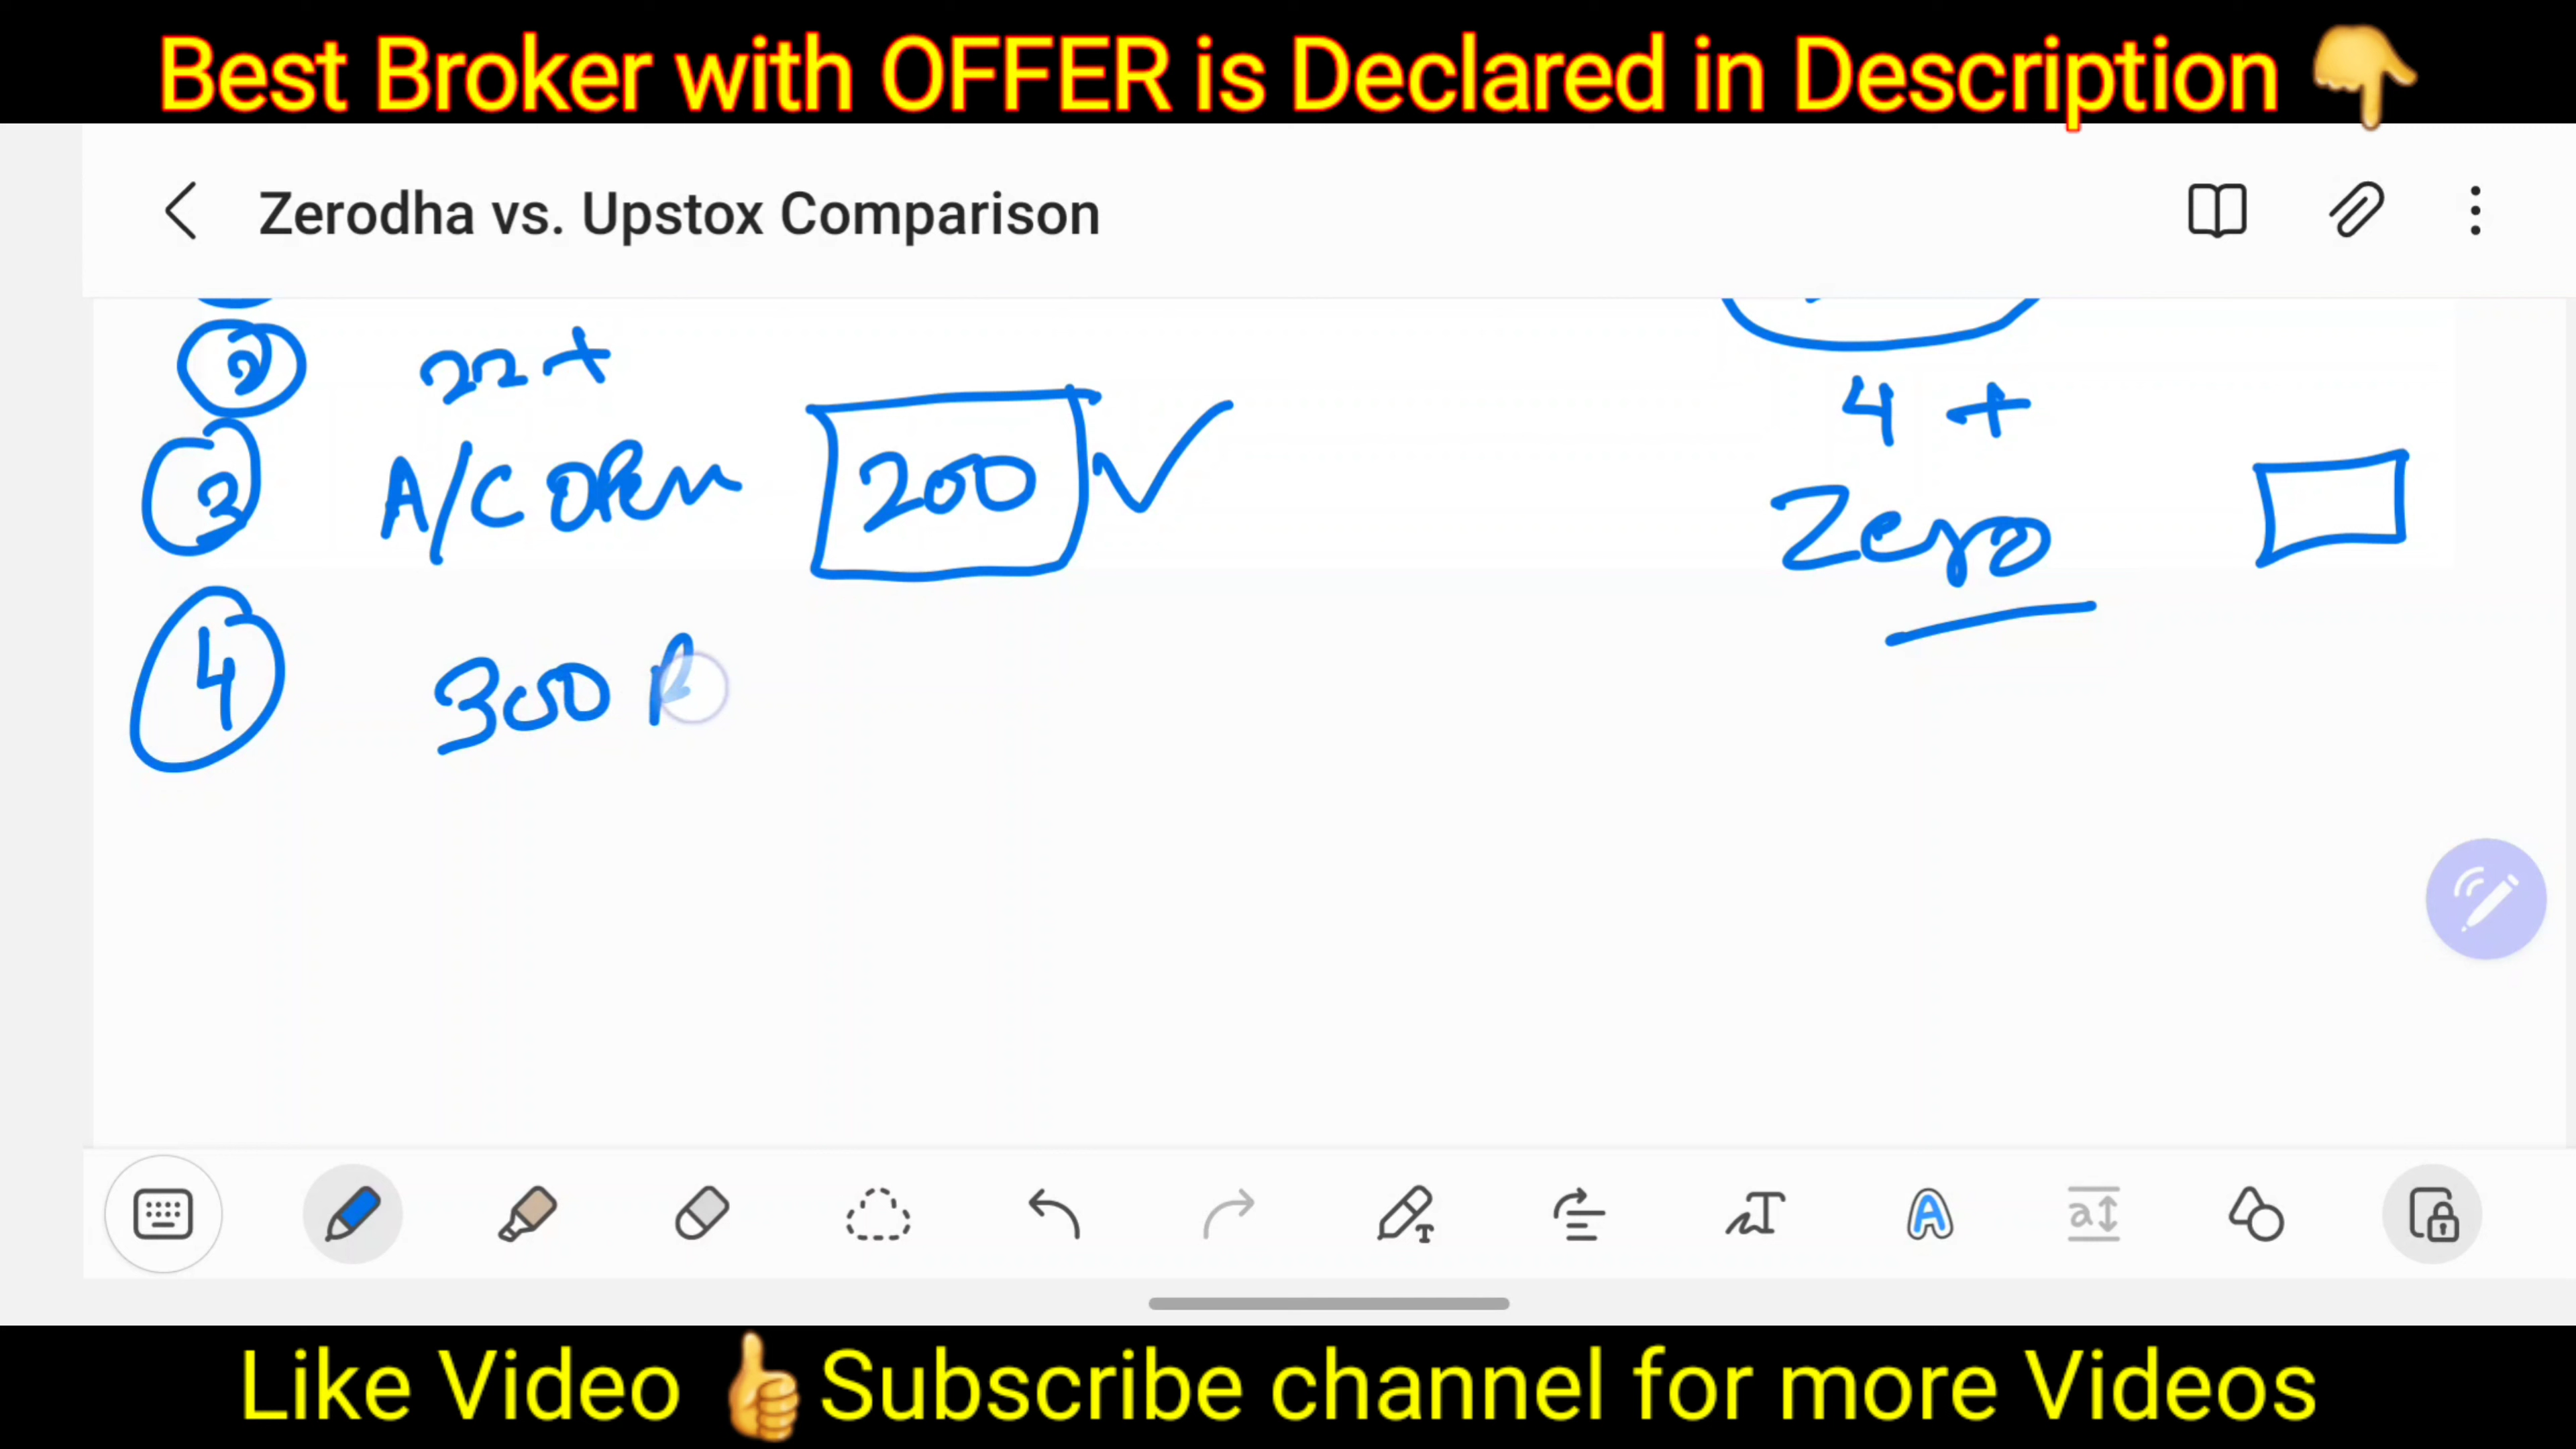 Best Broker with OFFER is Declared in Description 👇
Zerodha vs. Upstox Comparison
2 22+ 4 +
3 A/C OPEN 200 Zero
4 300 R
Like Video 👍 Subscribe channel for more Videos